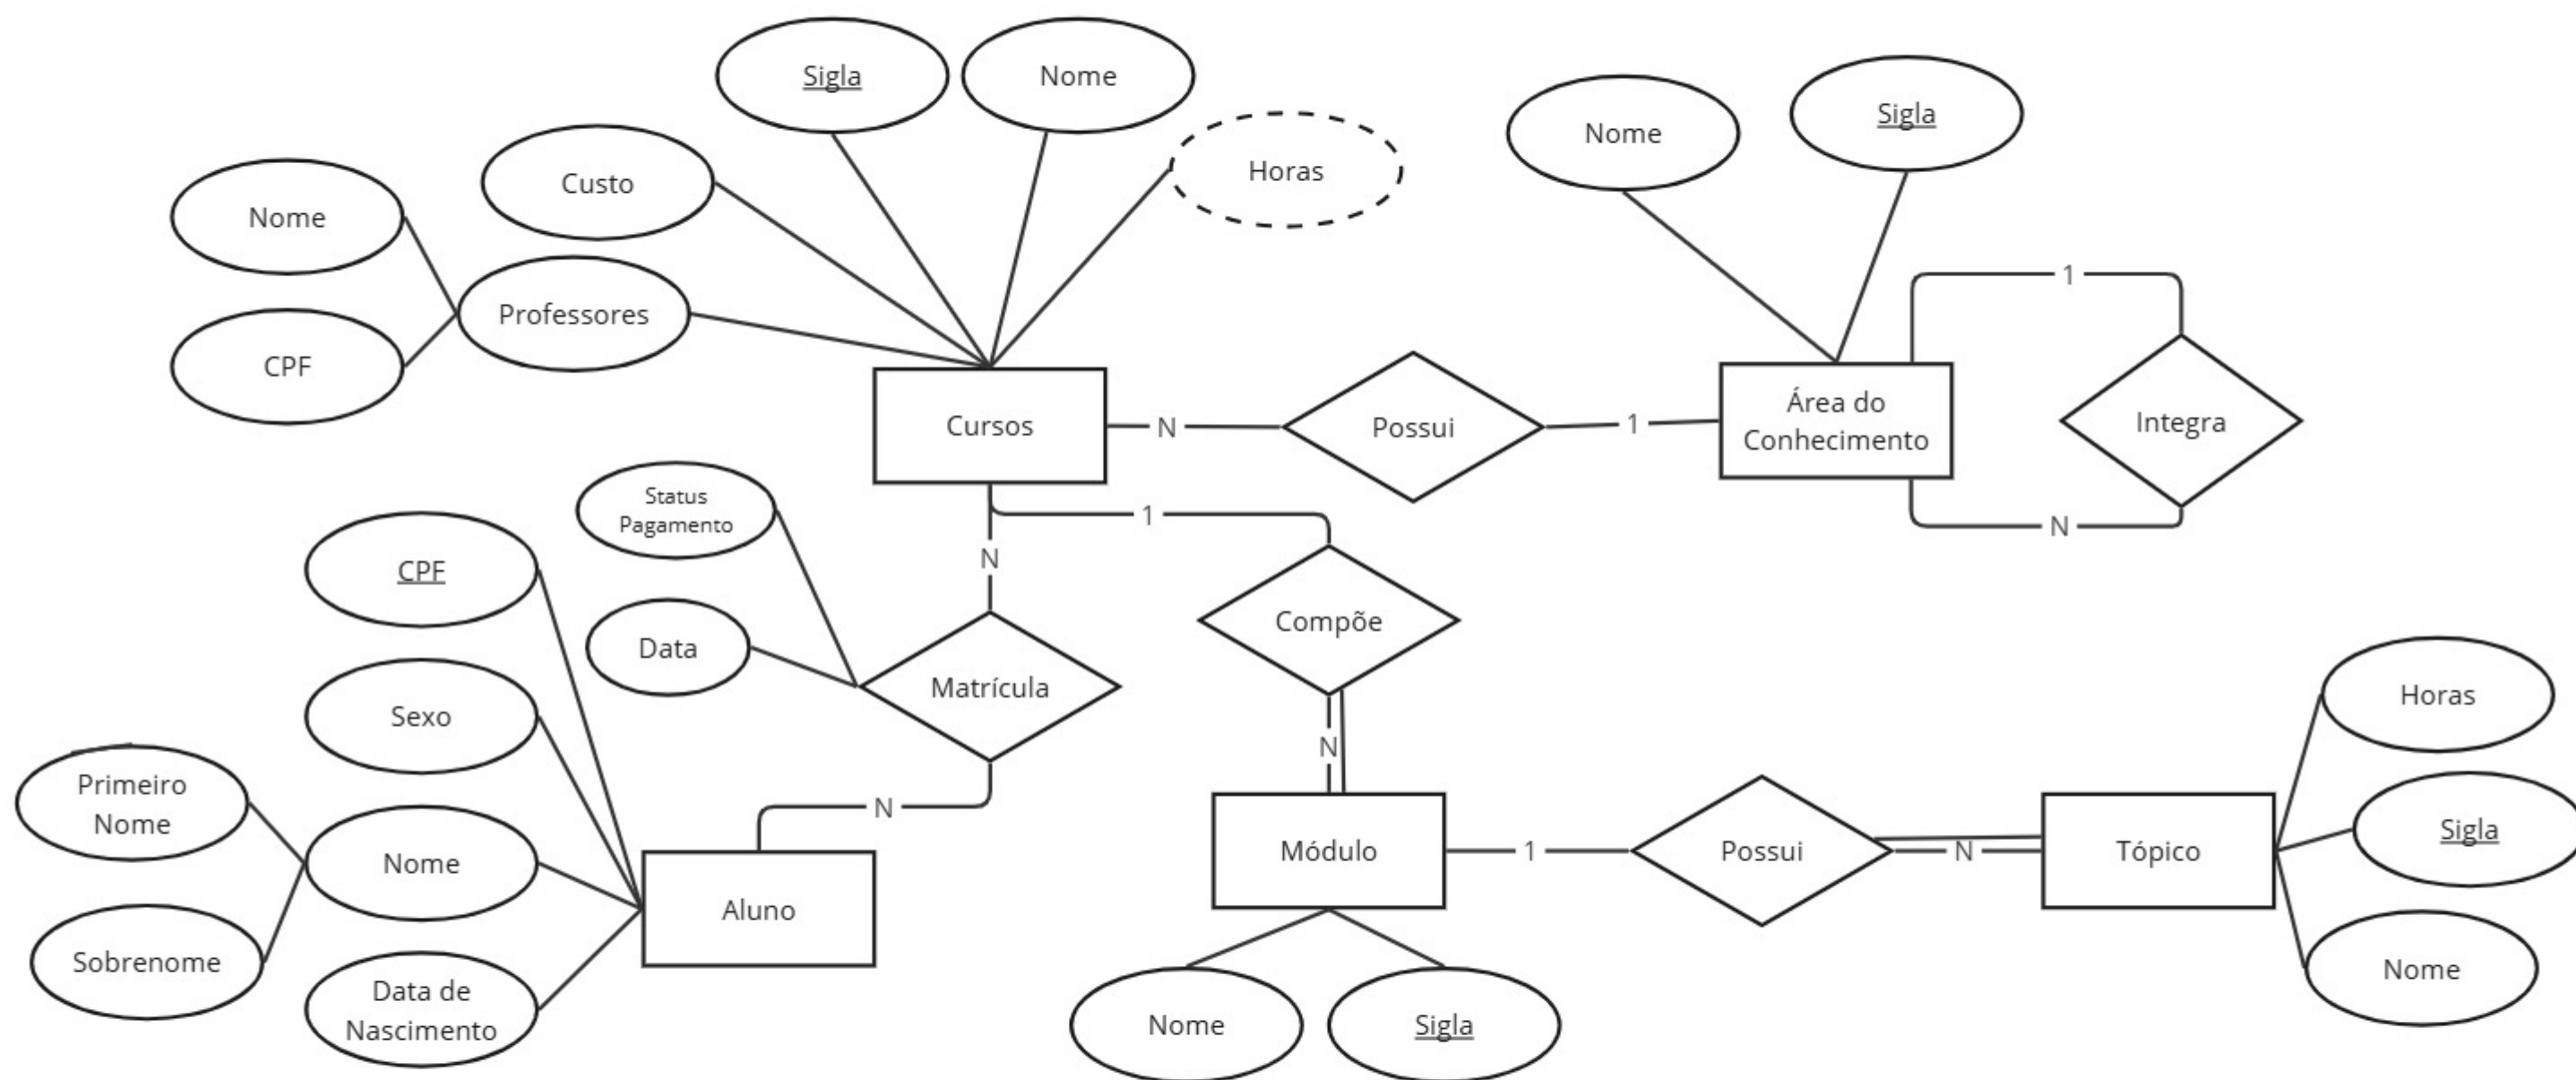 Sigla
Nome
Horas
Nome
Sigla
Custo
Nome
Professores
CPF
1
Cursos
N
Possui
1
Área do
Conhecimento
Integra
N
Status
Pagamento
1
N
CPF
Compõe
Data
Matrícula
Sexo
N
Horas
Primeiro
Nome
N
Sigla
Nome
Módulo
1
Possui
N
Tópico
Aluno
Sobrenome
Nome
Data de
Nascimento
Nome
Sigla